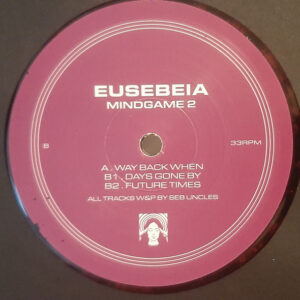 EUSEBEIA
MINDGAME 2
B
33RPM
A . WAY BACK WHEN
B1 . DAYS GONE BY
B2 . FUTURE TIMES
ALL TRACKS W&P BY SEB UNCLES